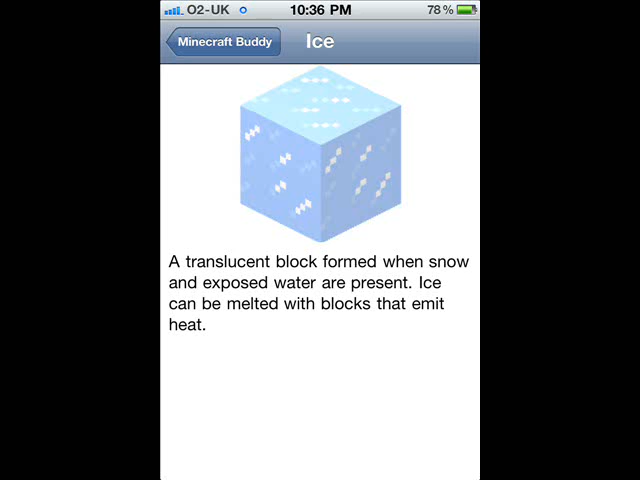 O2-UK 10:36 PM 78%
Minecraft Buddy Ice
A translucent block formed when snow
and exposed water are present. Ice
can be melted with blocks that emit
heat.